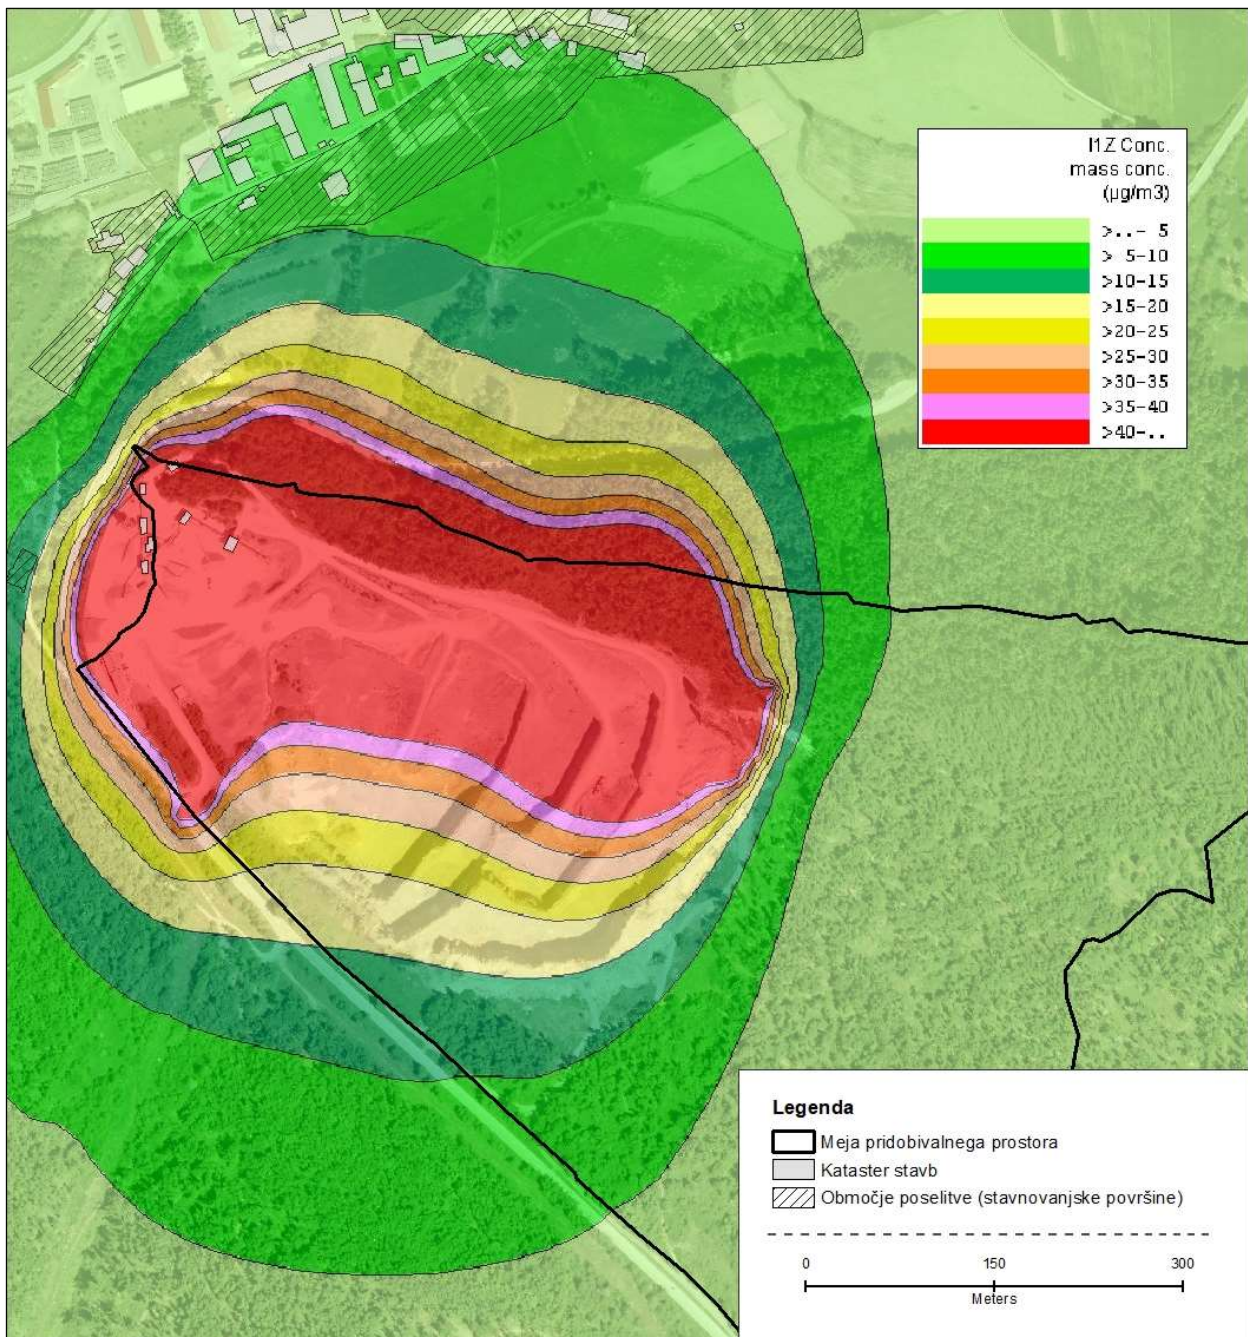 I1Z Conc.
mass conc.
(µg/m3)
>..- 5
> 5-10
>10-15
>15-20
>20-25
>25-30
>30-35
>35-40
>40-..
Legenda
Meja pridobivalnega prostora
Kataster stavb
Območje poselitve (stavnovanjske površine)
0 150 300
Meters